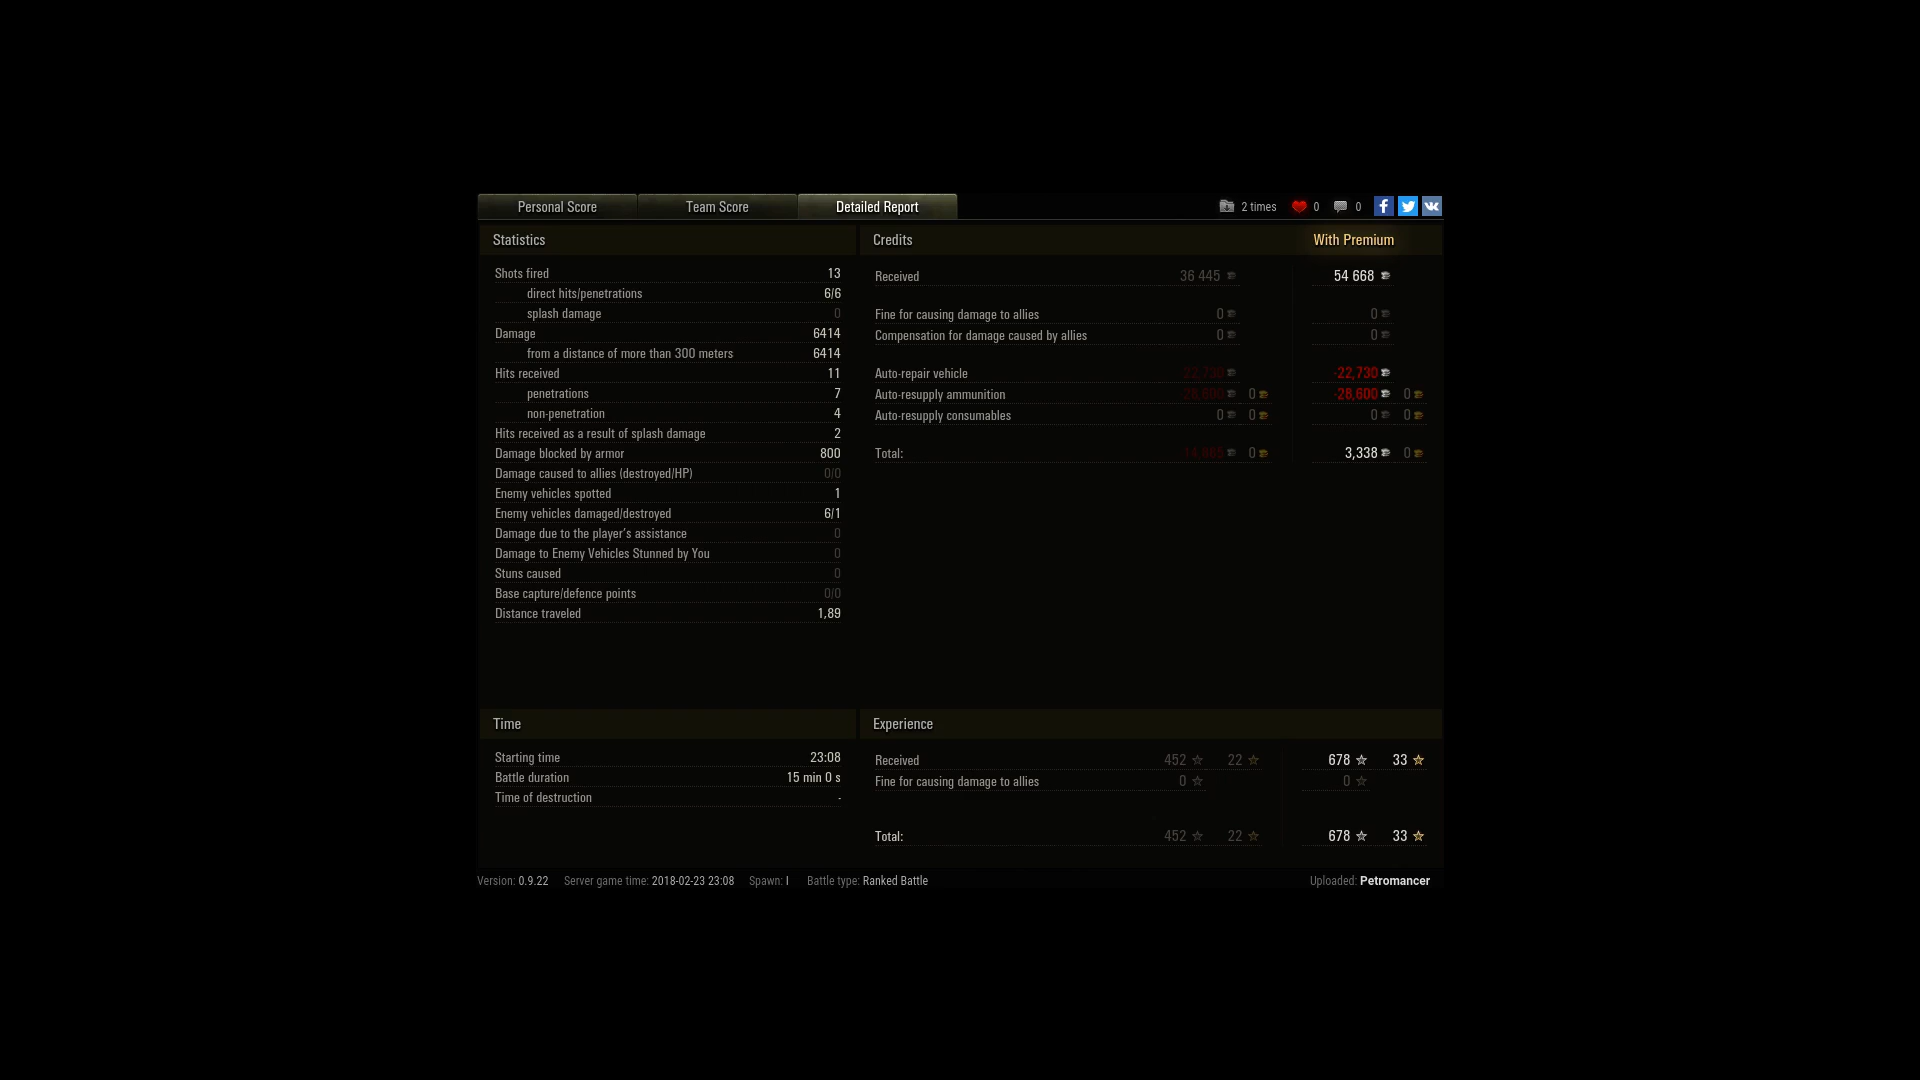 Personal Score Team Score Detailed Report 2 times 0 0
Statistics
Shots fired 13
direct hits/penetrations 6/6
splash damage 0
Damage 6414
from a distance of more than 300 meters 6414
Hits received 11
penetrations 7
non-penetration 4
Hits received as a result of splash damage 2
Damage blocked by armor 800
Damage caused to allies (destroyed/HP) 0/0
Enemy vehicles spotted 1
Enemy vehicles damaged/destroyed 6/1
Damage due to the player's assistance 0
Damage to Enemy Vehicles Stunned by You 0
Stuns caused 0
Base capture/defence points 0/0
Distance traveled 1,89
Credits With Premium
Received 36 445 54 668
Fine for causing damage to allies 0 0
Compensation for damage caused by allies 0 0
Auto-repair vehicle -22,730 -22,730
Auto-resupply ammunition -28,600 0 -28,600 0
Auto-resupply consumables 0 0 0 0
Total: 0 3,338 0
Time
Starting time 23:08
Battle duration 15 min 0 s
Time of destruction -
Experience
Received 452 22 678 33
Fine for causing damage to allies 0 0
Total: 452 22 678 33
Version: 0.9.22 Server game time: 2018-02-23 23:08 Spawn: I Battle type: Ranked Battle Uploaded: Petromancer